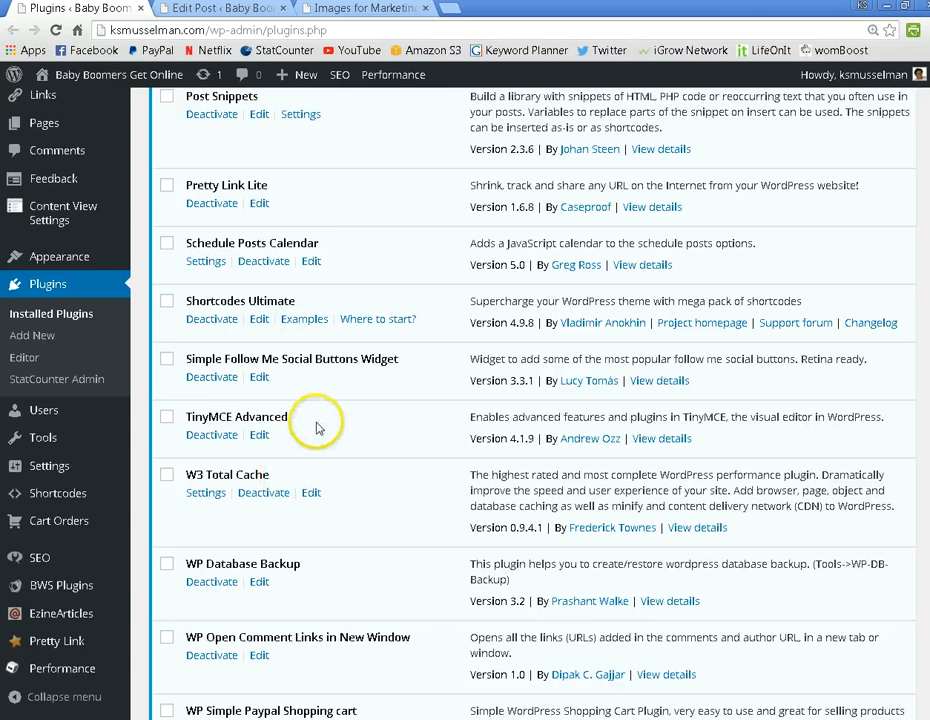 Plugins ‹ Baby Boom
Edit Post ‹ Baby Boo
Images for Marketin
KS
ksmusselman.com/wp-admin/plugins.php
Apps Facebook PayPal Netflix StatCounter YouTube Amazon S3 Keyword Planner Twitter iGrow Network LifeOnIt womBoost
Baby Boomers Get Online 1 0 New SEO Performance Howdy, ksmusselman
Links
Pages
Comments
Feedback
Content View
Settings
Appearance
Plugins
Installed Plugins
Add New
Editor
StatCounter Admin
Users
Tools
Settings
Shortcodes
Cart Orders
SEO
BWS Plugins
EzineArticles
Pretty Link
Performance
Collapse menu
Post Snippets
Deactivate | Edit | Settings
Build a library with snippets of HTML, PHP code or reoccurring text that you often use in
your posts. Variables to replace parts of the snippet on insert can be used. The snippets
can be inserted as-is or as shortcodes.
Version 2.3.6 | By Johan Steen | View details
Pretty Link Lite
Deactivate | Edit
Shrink, track and share any URL on the Internet from your WordPress website!
Version 1.6.8 | By Caseproof | View details
Schedule Posts Calendar
Settings | Deactivate | Edit
Adds a JavaScript calendar to the schedule posts options.
Version 5.0 | By Greg Ross | View details
Shortcodes Ultimate
Deactivate | Edit | Examples | Where to start?
Supercharge your WordPress theme with mega pack of shortcodes
Version 4.9.8 | By Vladimir Anokhin | Project homepage | Support forum | Changelog
Simple Follow Me Social Buttons Widget
Deactivate | Edit
Widget to add some of the most popular follow me social buttons. Retina ready.
Version 3.3.1 | By Lucy Tomás | View details
TinyMCE Advanced
Deactivate | Edit
Enables advanced features and plugins in TinyMCE, the visual editor in WordPress.
Version 4.1.9 | By Andrew Ozz | View details
W3 Total Cache
Settings | Deactivate | Edit
The highest rated and most complete WordPress performance plugin. Dramatically
improve the speed and user experience of your site. Add browser, page, object and
database caching as well as minify and content delivery network (CDN) to WordPress.
Version 0.9.4.1 | By Frederick Townes | View details
WP Database Backup
Deactivate | Edit
This plugin helps you to create/restore wordpress database backup. (Tools->WP-DB-
Backup)
Version 3.2 | By Prashant Walke | View details
WP Open Comment Links in New Window
Deactivate | Edit
Opens all the links (URLs) added in the comments and author URL, in a new tab or
window.
Version 1.0 | By Dipak C. Gajjar | View details
WP Simple Paypal Shopping cart
Simple WordPress Shopping Cart Plugin, very easy to use and great for selling products